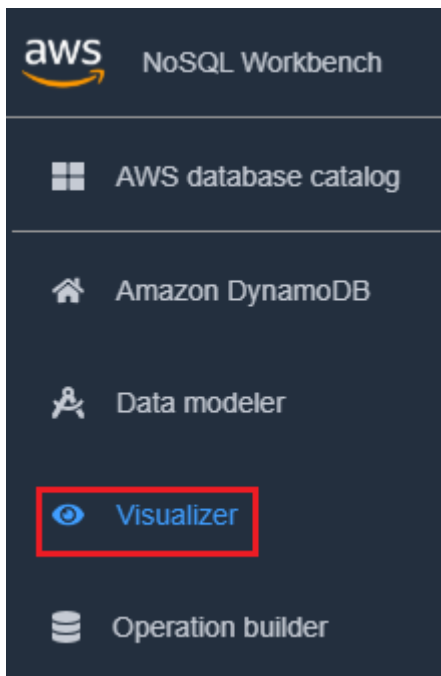 aws NoSQL Workbench
AWS database catalog
Amazon DynamoDB
Data modeler
Visualizer
Operation builder